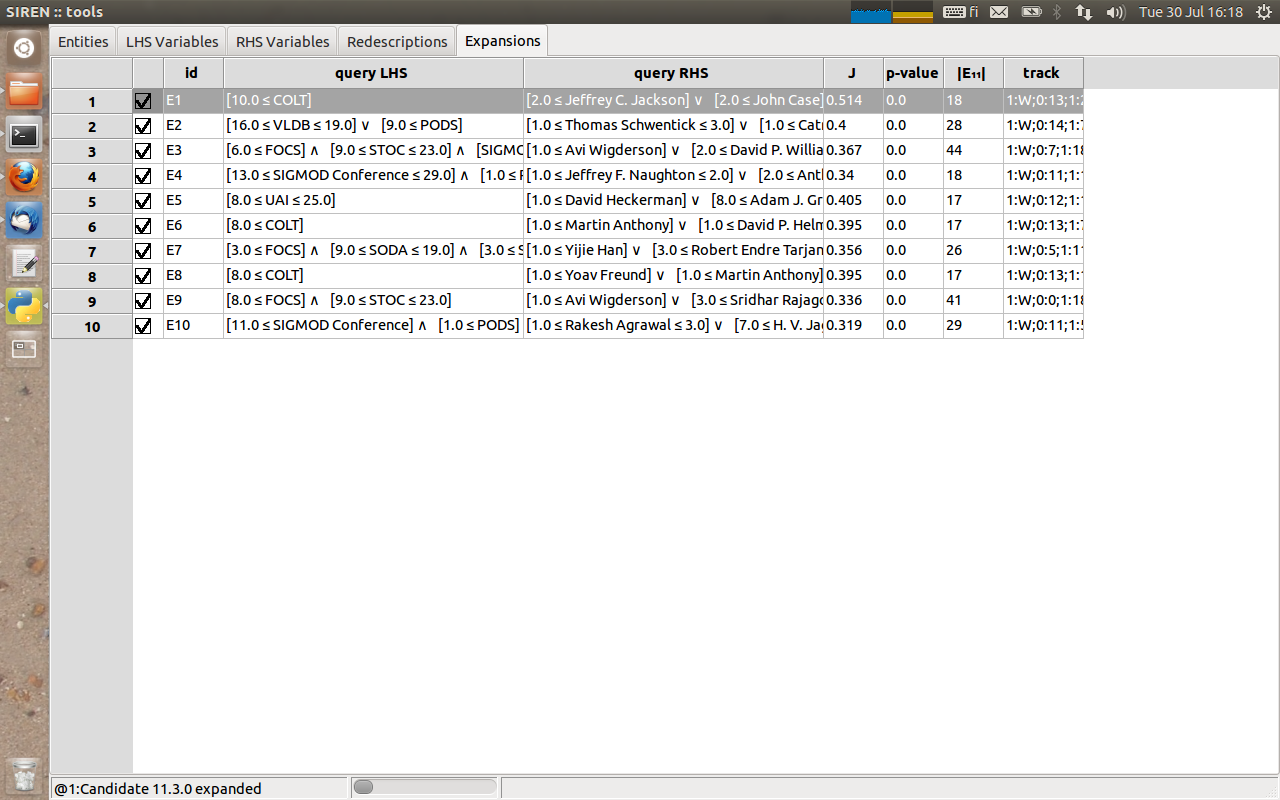 SIREN :: tools fi Tue 30 Jul 16:18
Entities LHS Variables RHS Variables Redescriptions Expansions
id query LHS query RHS J p-value |E₁₁| track
1 E1 [10.0 ≤ COLT] [2.0 ≤ Jeffrey C. Jackson] ∨ [2.0 ≤ John Case] 0.514 0.0 18 1:W;0:13;1:2
2 E2 [16.0 ≤ VLDB ≤ 19.0] ∨ [9.0 ≤ PODS] [1.0 ≤ Thomas Schwentick ≤ 3.0] ∨ [1.0 ≤ Cat 0.4 0.0 28 1:W;0:14;1:7
3 E3 [6.0 ≤ FOCS] ∧ [9.0 ≤ STOC ≤ 23.0] ∧ [SIGMO [1.0 ≤ Avi Wigderson] ∨ [2.0 ≤ David P. Willia 0.367 0.0 44 1:W;0:7;1:18
4 E4 [13.0 ≤ SIGMOD Conference ≤ 29.0] ∧ [1.0 ≤ [1.0 ≤ Jeffrey F. Naughton ≤ 2.0] ∨ [2.0 ≤ Ant 0.34 0.0 18 1:W;0:11;1:1
5 E5 [8.0 ≤ UAI ≤ 25.0] [1.0 ≤ David Heckerman] ∨ [8.0 ≤ Adam J. Gr 0.405 0.0 17 1:W;0:12;1:1
6 E6 [8.0 ≤ COLT] [1.0 ≤ Martin Anthony] ∨ [1.0 ≤ David P. Helm 0.395 0.0 17 1:W;0:13;1:7
7 E7 [3.0 ≤ FOCS] ∧ [9.0 ≤ SODA ≤ 19.0] ∧ [3.0 ≤ S [1.0 ≤ Yijie Han] ∨ [3.0 ≤ Robert Endre Tarjan 0.356 0.0 26 1:W;0:5;1:11
8 E8 [8.0 ≤ COLT] [1.0 ≤ Yoav Freund] ∨ [1.0 ≤ Martin Anthony] 0.395 0.0 17 1:W;0:13;1:1
9 E9 [8.0 ≤ FOCS] ∧ [9.0 ≤ STOC ≤ 23.0] [1.0 ≤ Avi Wigderson] ∨ [3.0 ≤ Sridhar Rajago 0.336 0.0 41 1:W;0:0;1:18
10 E10 [11.0 ≤ SIGMOD Conference] ∧ [1.0 ≤ PODS] [1.0 ≤ Rakesh Agrawal ≤ 3.0] ∨ [7.0 ≤ H. V. Ja 0.319 0.0 29 1:W;0:11;1:5
@1:Candidate 11.3.0 expanded